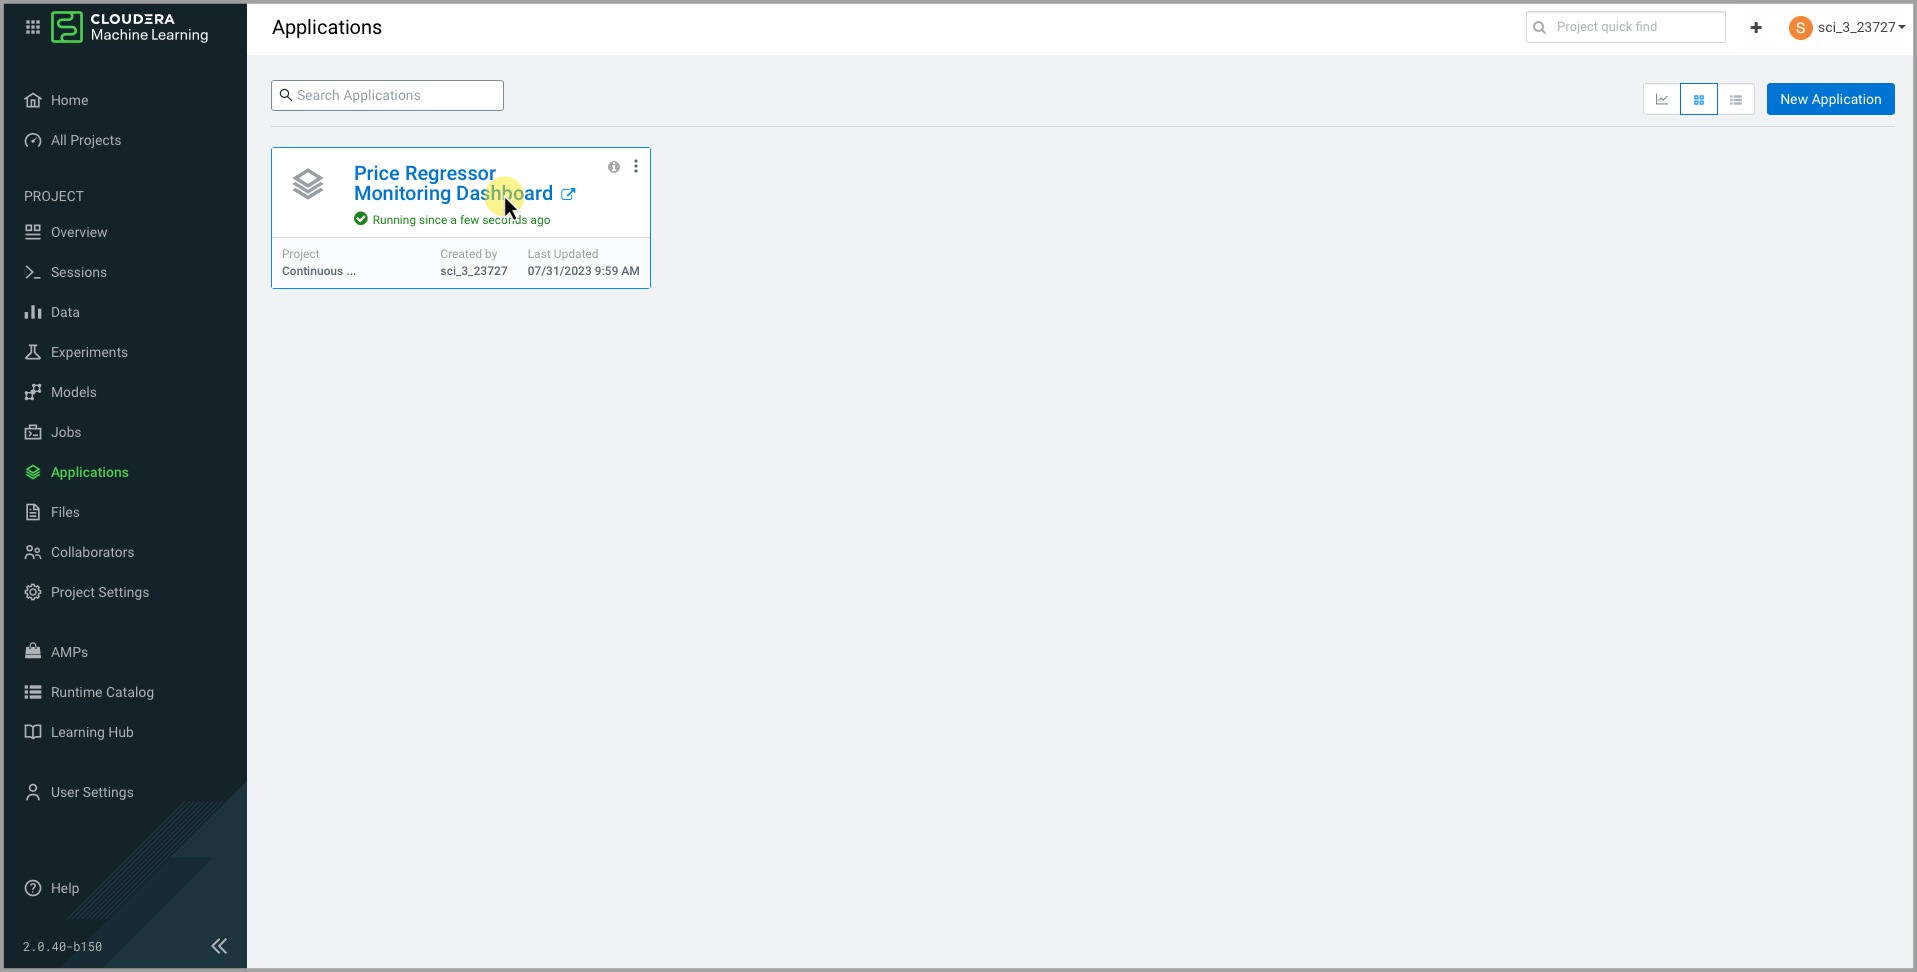 CLOUDERA
Machine Learning
Home
All Projects
PROJECT
Overview
Sessions
Data
Experiments
Models
Jobs
Applications
Files
Collaborators
Project Settings
AMPs
Runtime Catalog
Learning Hub
User Settings
Help
2.0.40-b150
Applications
Project quick find
S sci_3_23727
Search Applications
New Application
Price Regressor
Monitoring Dashboard
Running since a few seconds ago
Project Created by Last Updated
Continuous ... sci_3_23727 07/31/2023 9:59 AM